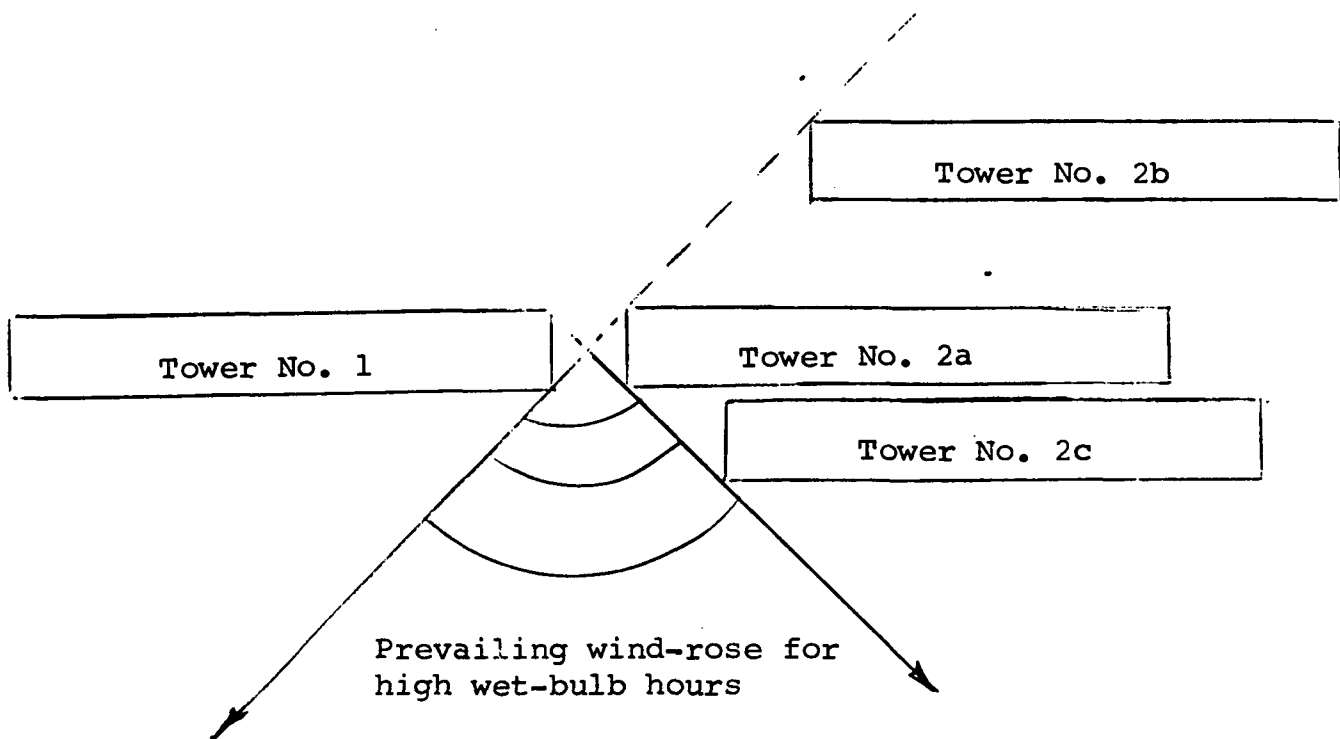 Tower No. 2b
Tower No. 1
Tower No. 2a
Tower No. 2c
Prevailing wind-rose for
high wet-bulb hours